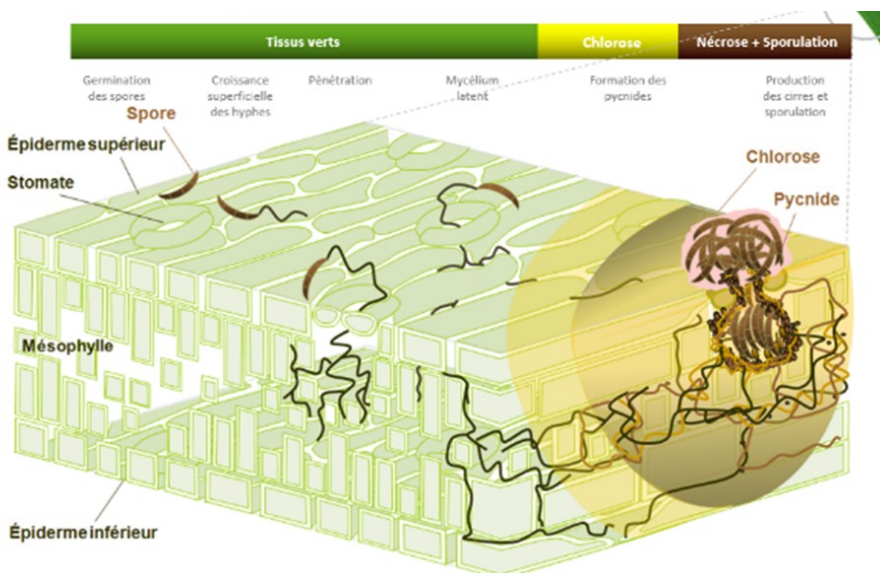 Tissus verts
Chlorose
Nécrose + Sporulation
Germination
des spores
Croissance
superficielle
des hyphes
Pénétration
Mycélium
latent
Formation des
pycnides
Production
des cirres et
sporulation
Spore
Épiderme supérieur
Stomate
Chlorose
Pycnide
Mésophylle
Épiderme inférieur